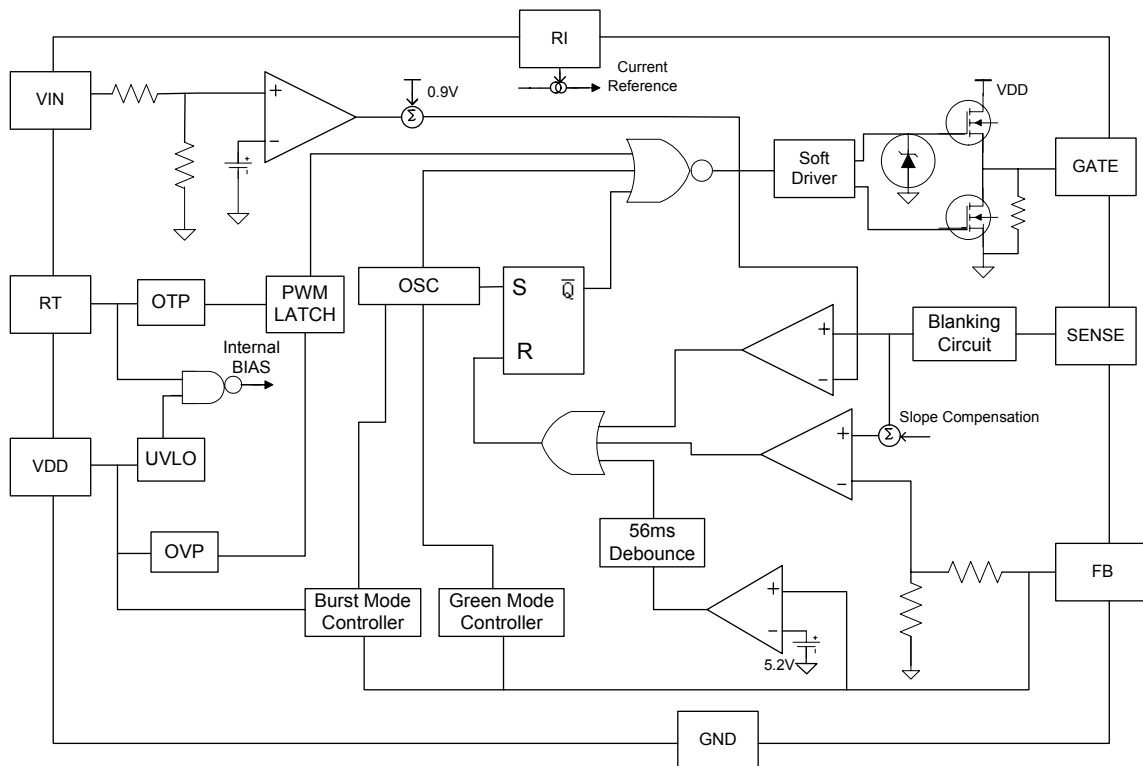 RI
Current
Reference
VIN
+
−
+
-
0.9V
Σ
VDD
Soft
Driver
GATE
RT
OTP
PWM
LATCH
OSC
S
Q̅
R
Internal
BIAS
+
−
Blanking
Circuit
SENSE
VDD
UVLO
+
−
Σ
Slope Compensation
OVP
56ms
Debounce
FB
Burst Mode
Controller
Green Mode
Controller
+
−
+
-
5.2V
GND